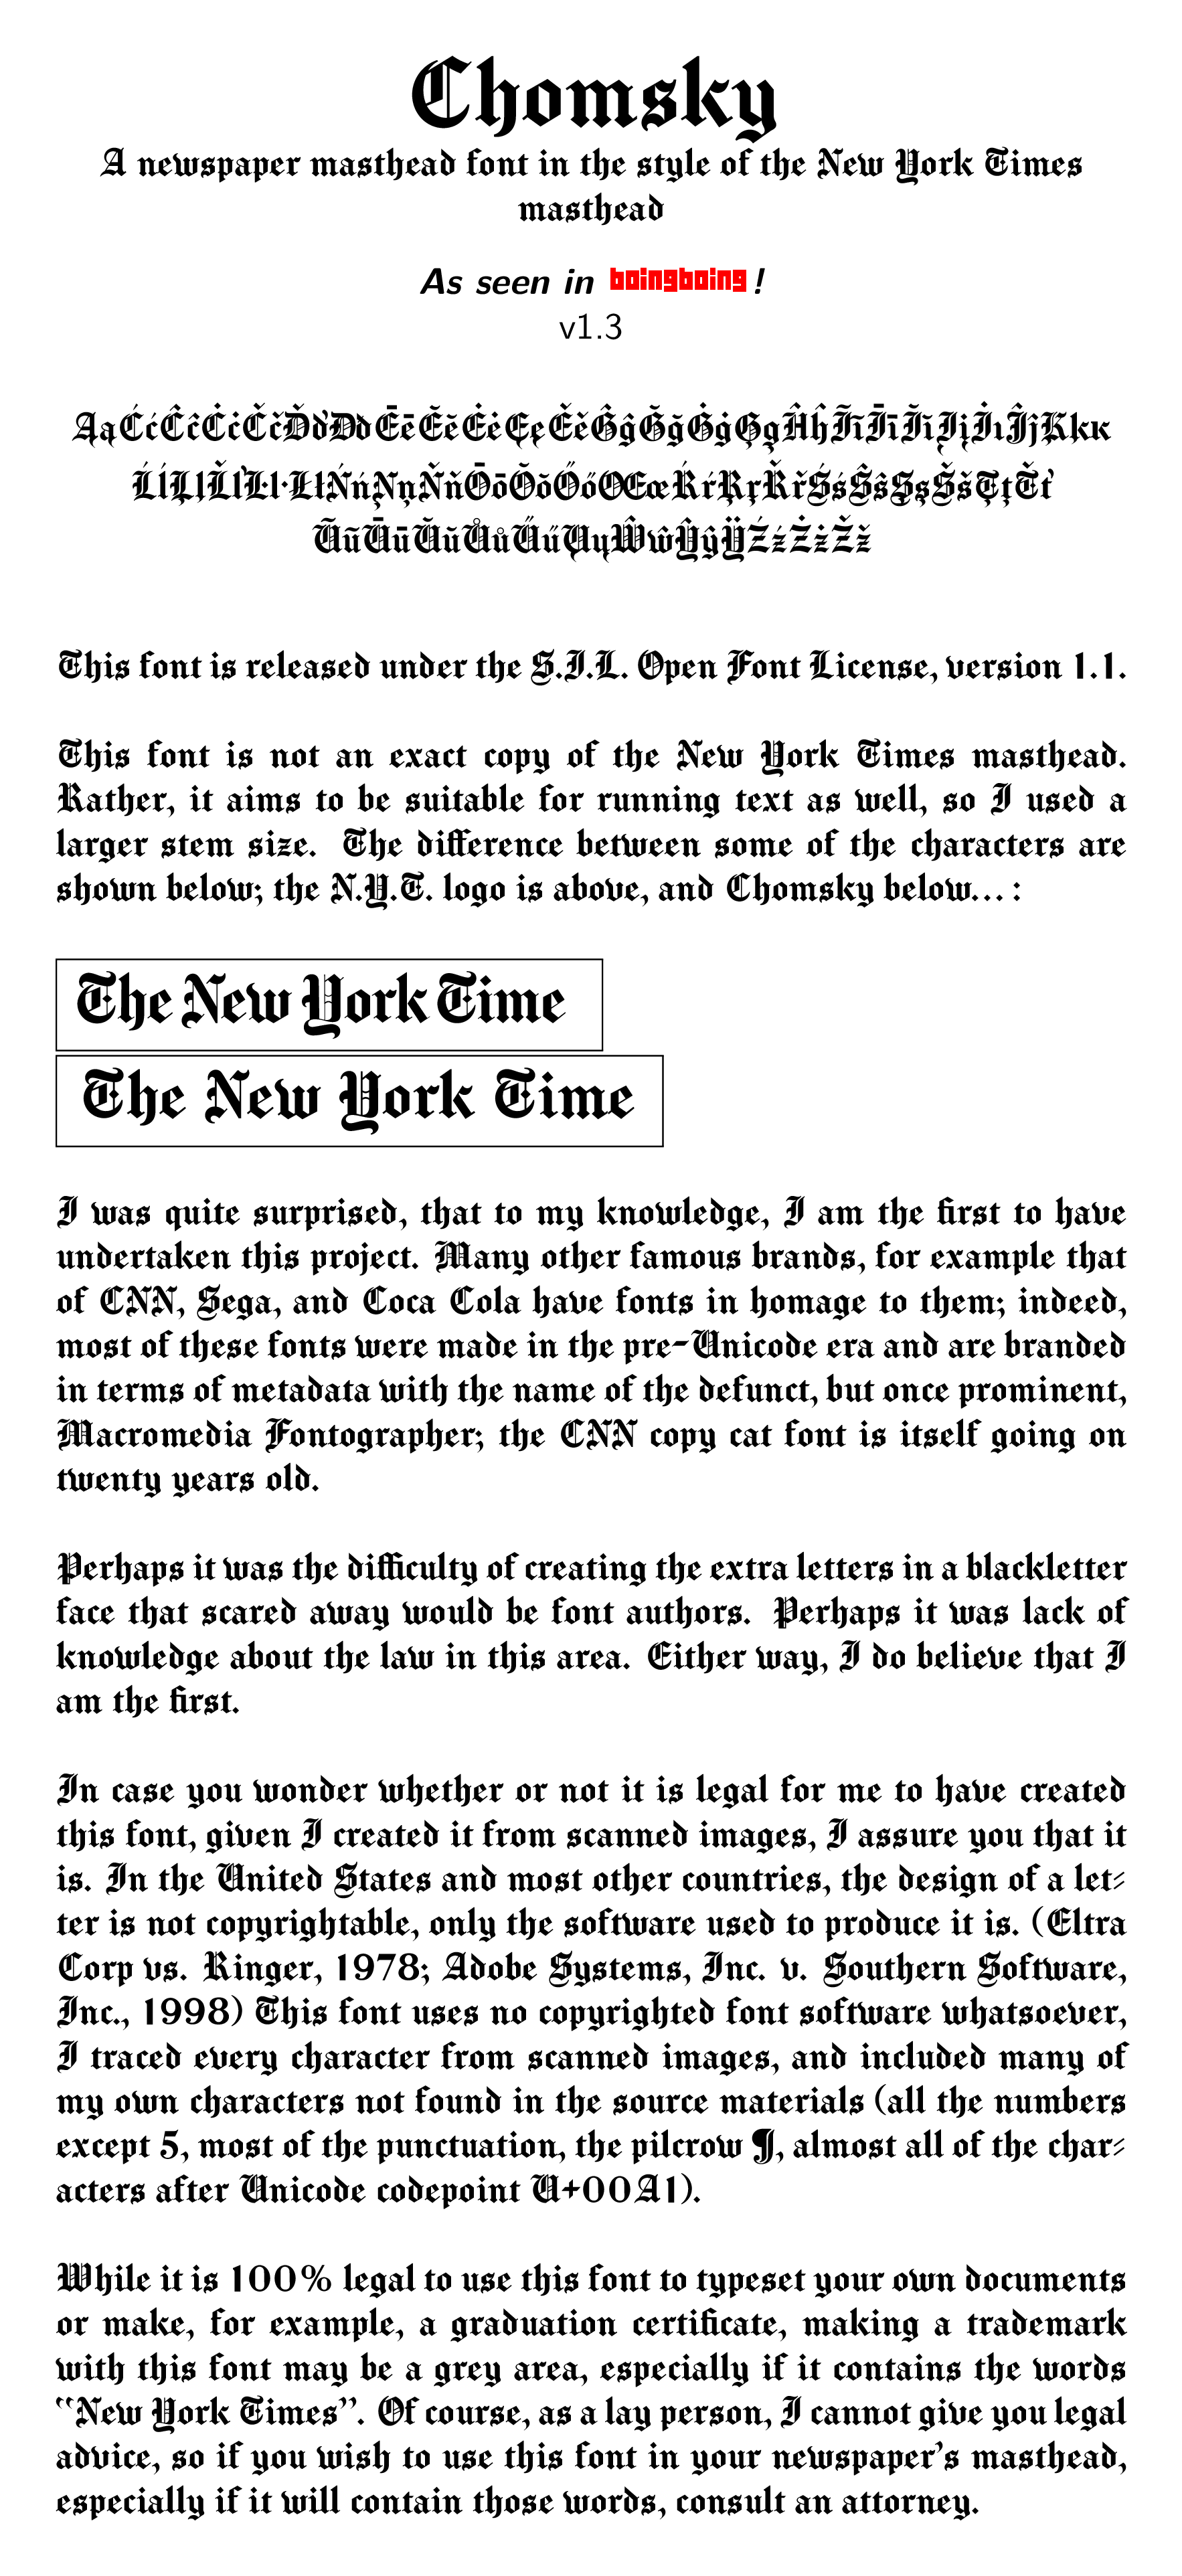 Chomsky
A newspaper masthead font in the style of the New York Times
masthead
As seen in boingboing!
v1.3
ĄąĆćĈĉĊċČčĎďĐđĒēĔĕĖėĘęĚěĜĝĞğĠġĢģĤĥĨĩĪīĬĭĮįİıĴĵĶķĸ
ĹĺĻļĽľĿŀŁłŃńŅņŇňŌōŎŏŐőŒœŔŕŖŗŘřŚśŜŝŞşŠšŢţŤť
ŨũŪūŬŭŮůŰűŲųŴŵŶŷŸŹźŻżŽž
This font is released under the S.I.L. Open Font License, version 1.1.
This font is not an exact copy of the New York Times masthead.
Rather, it aims to be suitable for running text as well, so I used a
larger stem size. The difference between some of the characters are
shown below; the N.Y.T. logo is above, and Chomsky below…:
The New York Time
The New York Time
I was quite surprised, that to my knowledge, I am the first to have
undertaken this project. Many other famous brands, for example that
of CNN, Sega, and Coca Cola have fonts in homage to them; indeed,
most of these fonts were made in the pre-Unicode era and are branded
in terms of metadata with the name of the defunct, but once prominent,
Macromedia Fontographer; the CNN copy cat font is itself going on
twenty years old.
Perhaps it was the difficulty of creating the extra letters in a blackletter
face that scared away would be font authors. Perhaps it was lack of
knowledge about the law in this area. Either way, I do believe that I
am the first.
In case you wonder whether or not it is legal for me to have created
this font, given I created it from scanned images, I assure you that it
is. In the United States and most other countries, the design of a let-
ter is not copyrightable, only the software used to produce it is. (Eltra
Corp vs. Ringer, 1978; Adobe Systems, Inc. v. Southern Software,
Inc., 1998) This font uses no copyrighted font software whatsoever,
I traced every character from scanned images, and included many of
my own characters not found in the source materials (all the numbers
except 5, most of the punctuation, the pilcrow ¶, almost all of the char-
acters after Unicode codepoint U+00A1).
While it is 100% legal to use this font to typeset your own documents
or make, for example, a graduation certificate, making a trademark
with this font may be a grey area, especially if it contains the words
“New York Times”. Of course, as a lay person, I cannot give you legal
advice, so if you wish to use this font in your newspaper’s masthead,
especially if it will contain those words, consult an attorney.